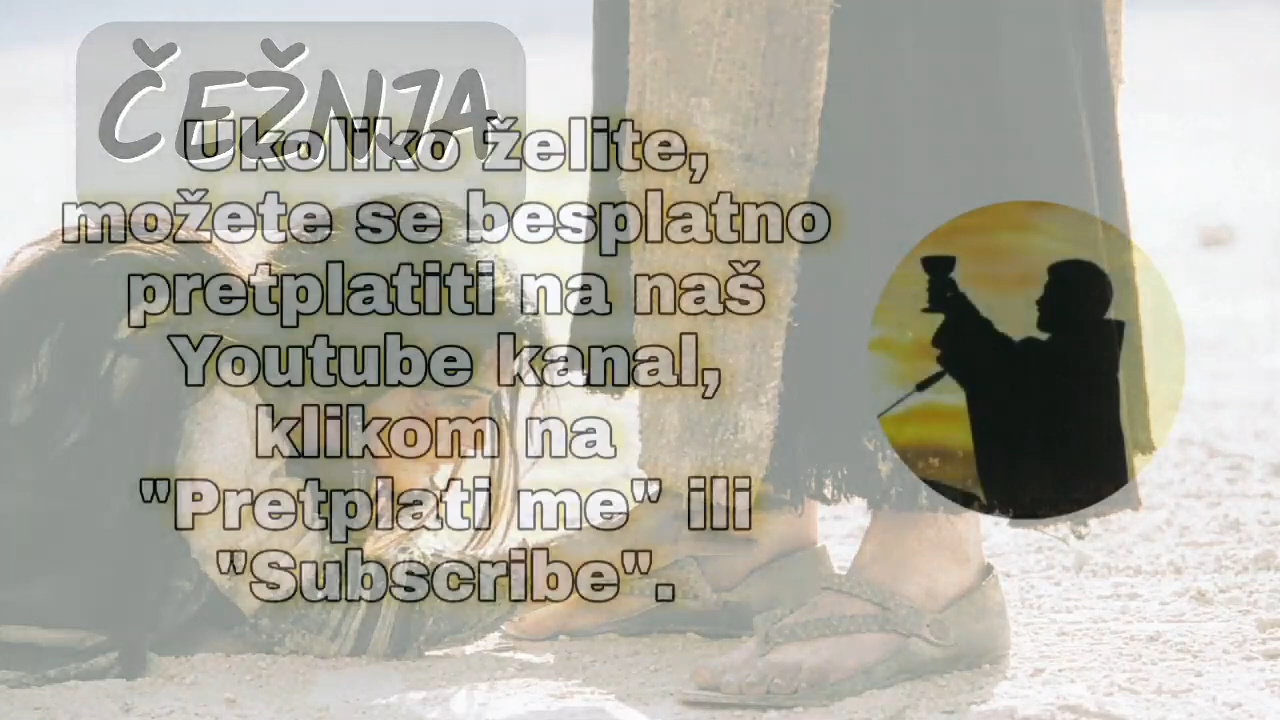 ČEŽNJA
Ukoliko želite,
možete se besplatno
pretplatiti na naš
Youtube kanal,
klikom na
"Pretplati me" ili
"Subscribe".